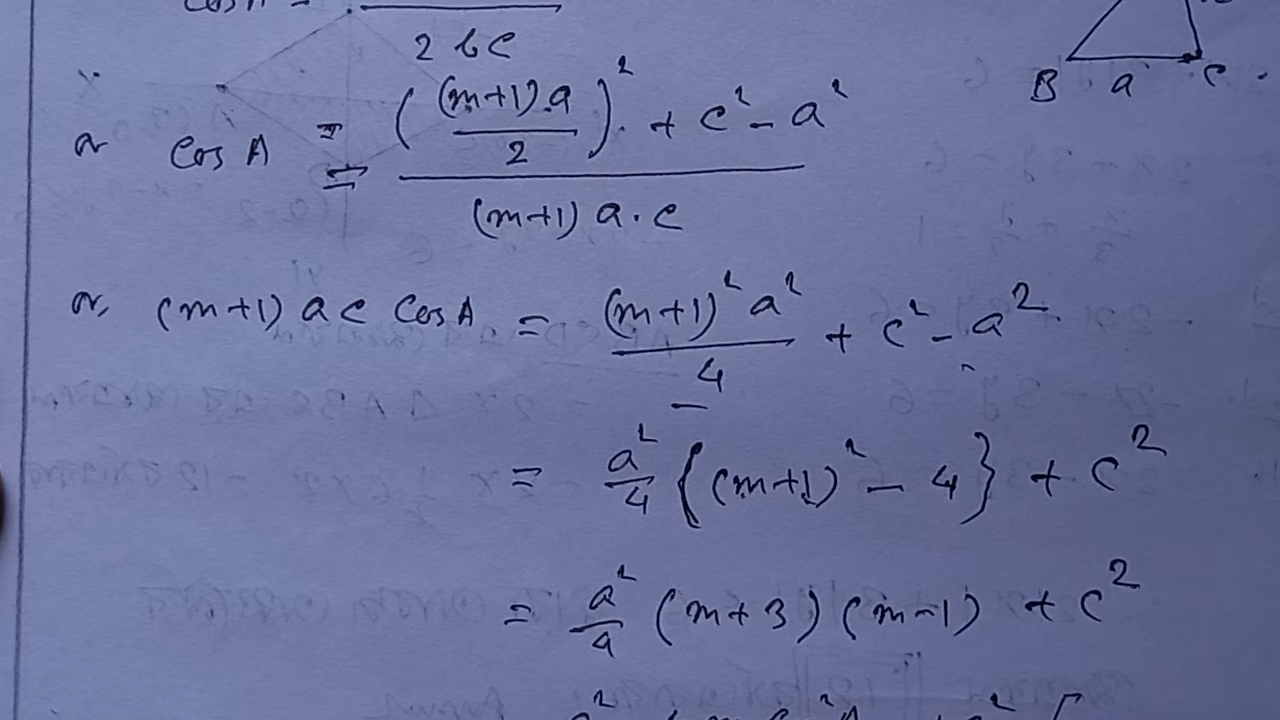 2bc
B a C
or cos A = (((m+1).a)/2)² + c² - a² / (m+1) a.c
or, (m+1) ac cos A = (m+1)² a² / 4 + c² - a².
= a²/4 {(m+1)² - 4} + c²
= a²/4 (m+3) (m-1) + c²